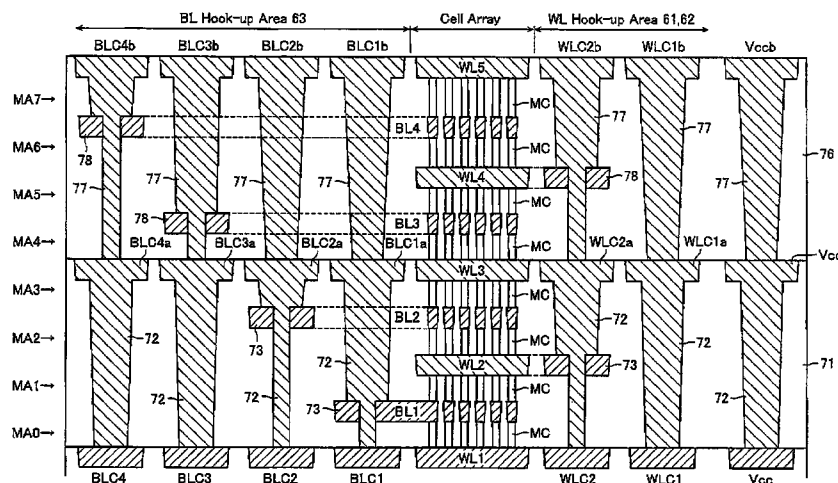 BL Hook-up Area 63 Cell Array WL Hook-up Area 61,62
BLC4b BLC3b BLC2b BLC1b WLC2b WLC1b Vccb
WL5
MA7→ MC
77 77
BL4
78 MC
MA6→ 76
77 77 77 WL4 78 77
MA5→ MC
78 BL3
MA4→ MC
BLC4a BLC3a BLC2a BLC1a WLC2a WLC1a
WL3
MA3→ MC
BL2
72 73 72 72
MA2→ MC 71
72 WL2 73
MA1→ MC
72 72 73 BL1 72
MA0→ MC
WL1
BLC4 BLC3 BLC2 BLC1 WLC2 WLC1 Vcc